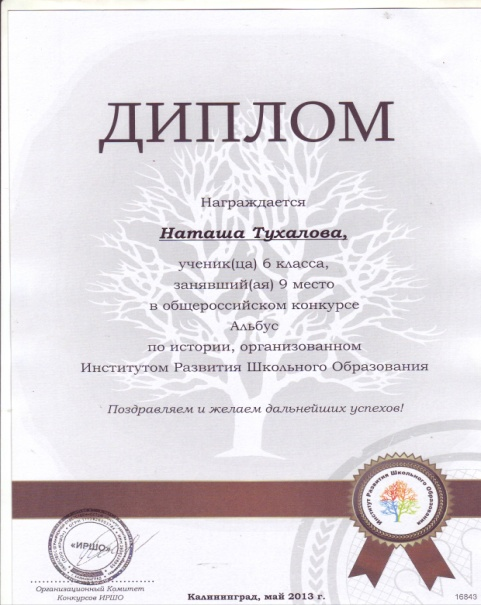 ДИПЛОМ
Награждается
Наташа Тухалова,
ученик(ца) 6 класса,
занявший(ая) 9 место
в общероссийском конкурсе
Альбус
по истории, организованном
Институтом Развития Школьного Образования
Поздравляем и желаем дальнейших успехов!
Институт Развития Школьного Образования
«ИРШО»
Организационный Комитет
Конкурсов ИРШО
Калининград, май 2013 г.
16843